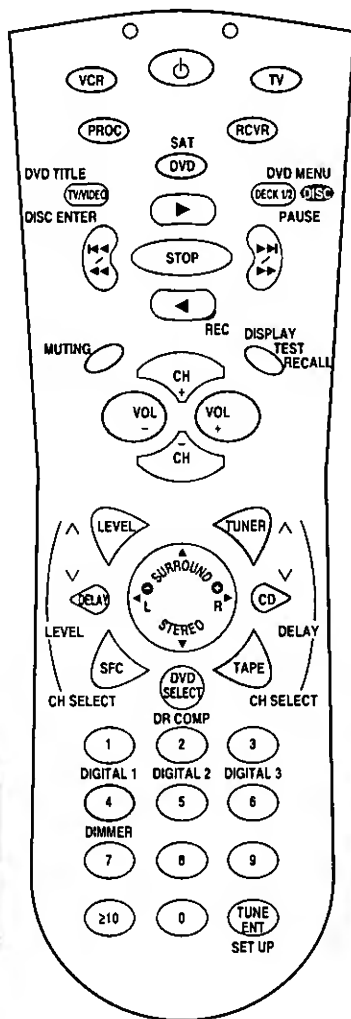 VCR TV
PROC RCVR
SAT
DVD
DVD TITLE DVD MENU
TV/VIDEO DECK 1/2 DISC
DISC ENTER PAUSE
STOP
REC
MUTING DISPLAY
TEST
RECALL
CH
+
VOL VOL
− +
−
CH
LEVEL TUNER
SURROUND
DELAY L R CD
STEREO
LEVEL DELAY
SFC DVD SELECT TAPE
CH SELECT CH SELECT
DR COMP
1 2 3
DIGITAL 1 DIGITAL 2 DIGITAL 3
4 5 6
DIMMER
7 8 9
≥10 0 TUNE ENT
SET UP